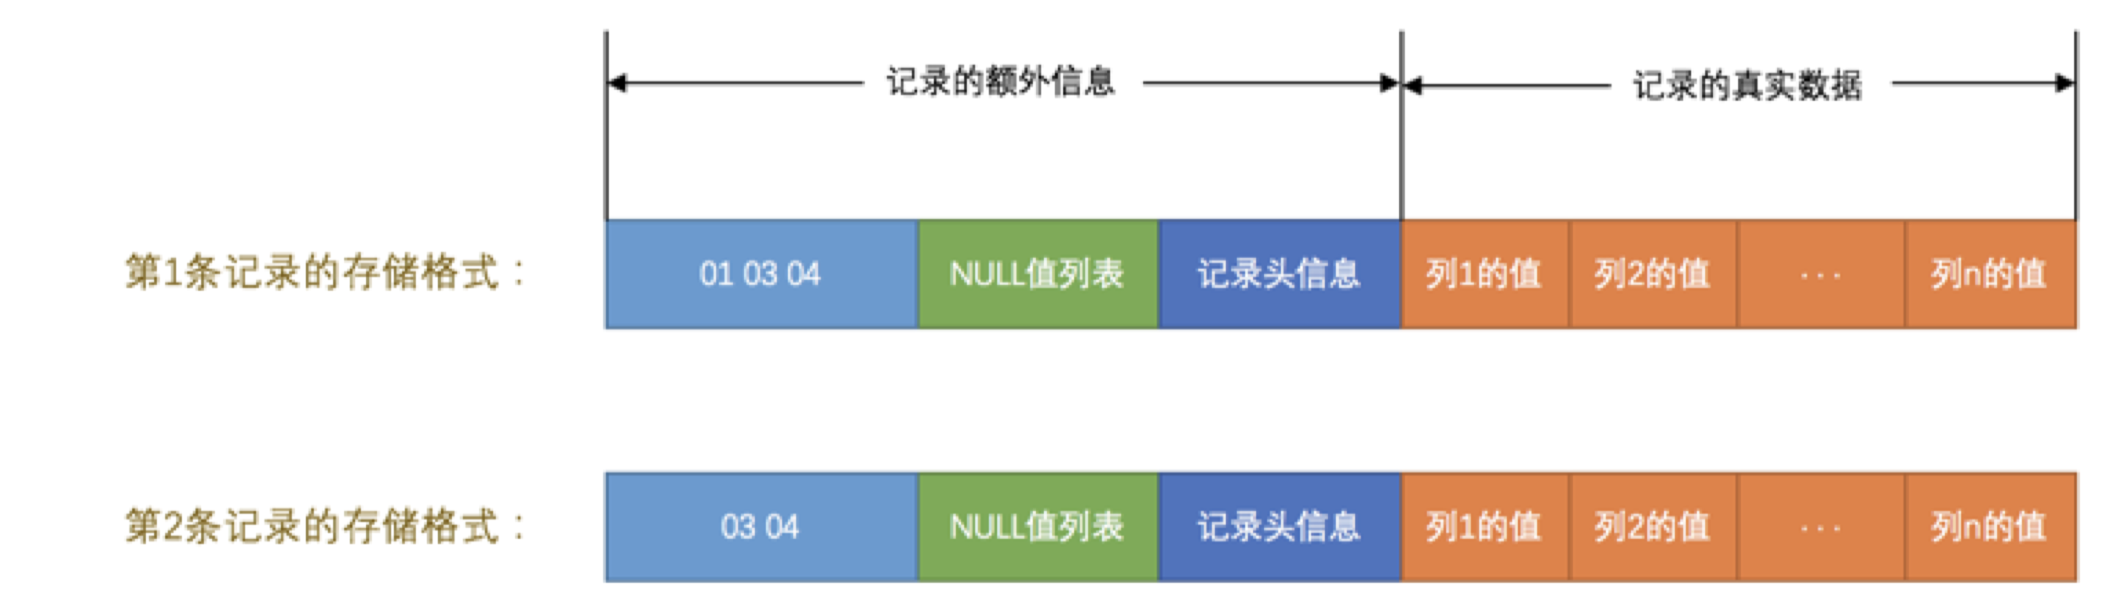 记录的额外信息 记录的真实数据
第1条记录的存储格式： 01 03 04 NULL值列表 记录头信息 列1的值 列2的值 ... 列n的值
第2条记录的存储格式： 03 04 NULL值列表 记录头信息 列1的值 列2的值 ... 列n的值